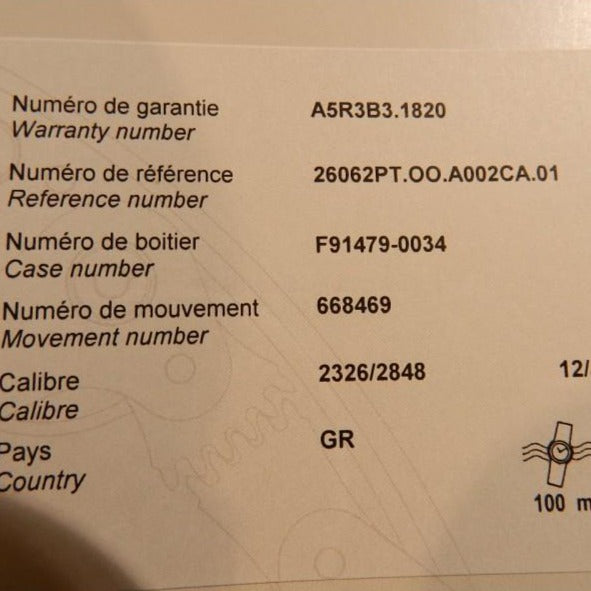 Numéro de garantie A5R3B3.1820
Warranty number
Numéro de référence 26062PT.OO.A002CA.01
Reference number
Numéro de boitier F91479-0034
Case number
Numéro de mouvement 668469
Movement number
Calibre 2326/2848 12/
Calibre
Pays GR
Country
100 m